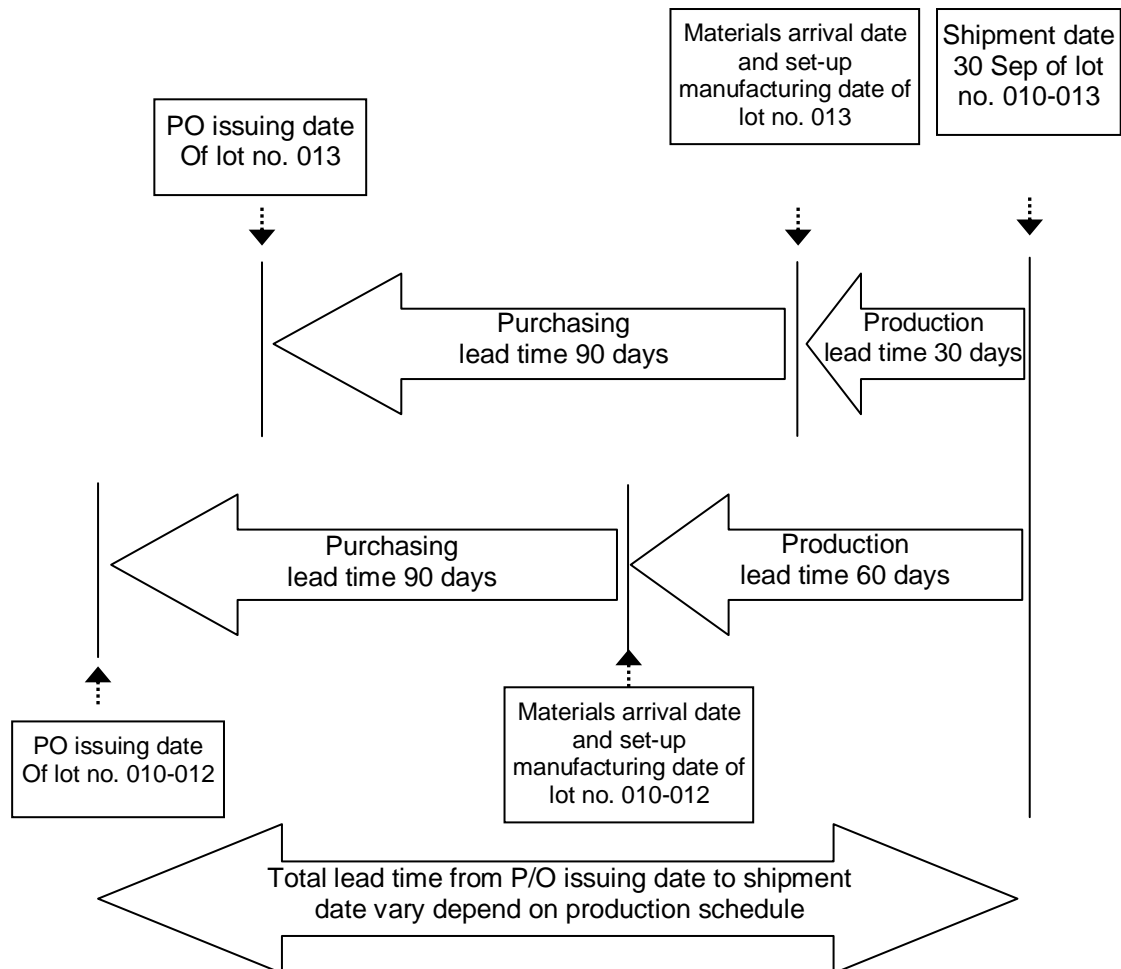 Materials arrival date
and set-up
manufacturing date of
lot no. 013
Shipment date
30 Sep of lot
no. 010-013
PO issuing date
Of lot no. 013
Purchasing
lead time 90 days
Production
lead time 30 days
Purchasing
lead time 90 days
Production
lead time 60 days
PO issuing date
Of lot no. 010-012
Materials arrival date
and set-up
manufacturing date of
lot no. 010-012
Total lead time from P/O issuing date to shipment
date vary depend on production schedule